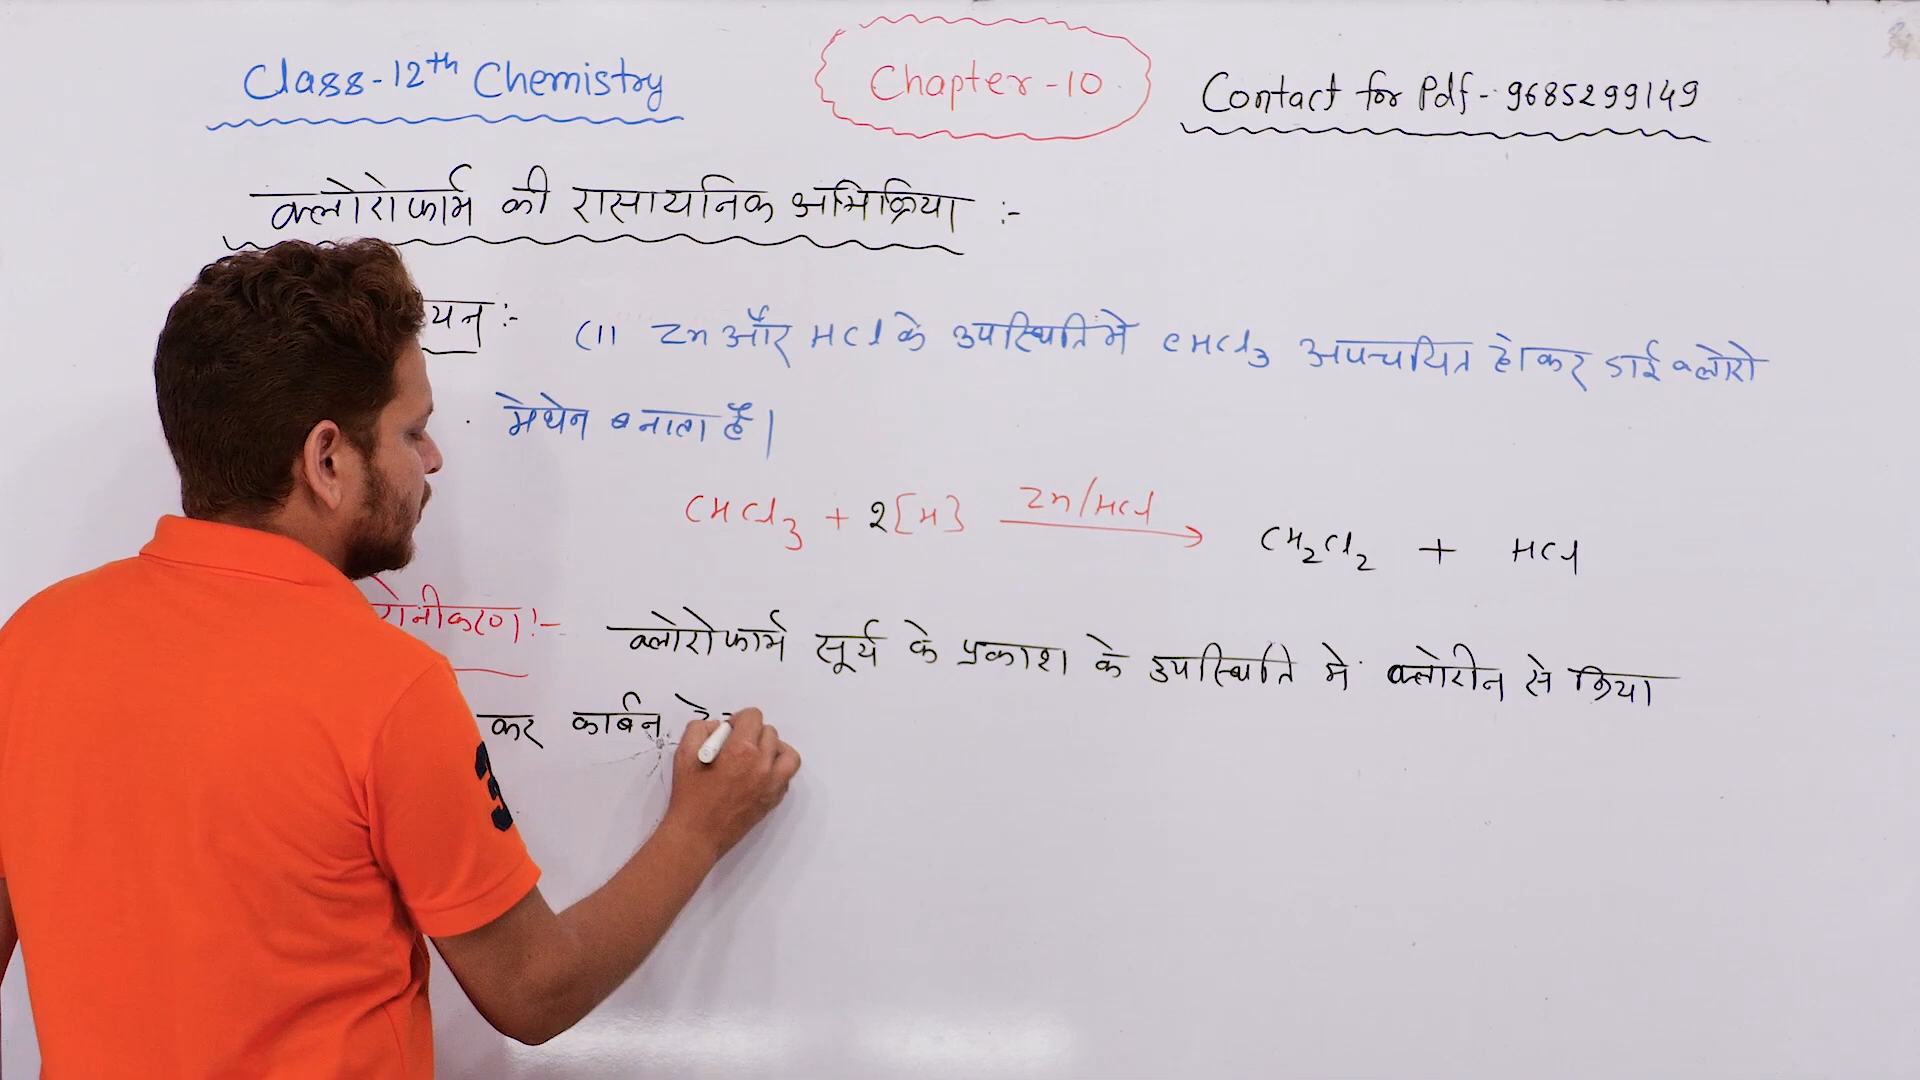 Class-12th Chemistry
Chapter-10
Contact for Pdf-9685299149
क्लोरोफार्म की रासायनिक अभिक्रिया :-
यन :- (1) Zn और HCl के उपस्थिति मे CHCl3 अपचयित होकर डाई क्लोरो
मेथेन बनाता है।
CHCl3 + 2[H] Zn/HCl → CH2Cl2 + HCl
रोनीकरण :- क्लोरोफार्म सूर्य के प्रकाश के उपस्थिति में क्लोरीन से क्रिया
कर कार्बन टे